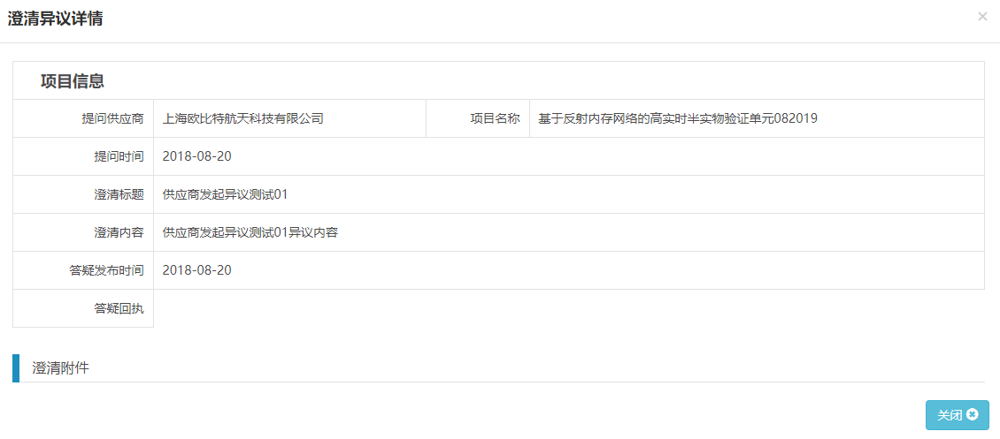 澄清异议详情
×
项目信息
提问供应商 上海欧比特航天科技有限公司 项目名称 基于反射内存网络的高实时半实物验证单元082019
提问时间 2018-08-20
澄清标题 供应商发起异议测试01
澄清内容 供应商发起异议测试01异议内容
答疑发布时间 2018-08-20
答疑回执
澄清附件
关闭